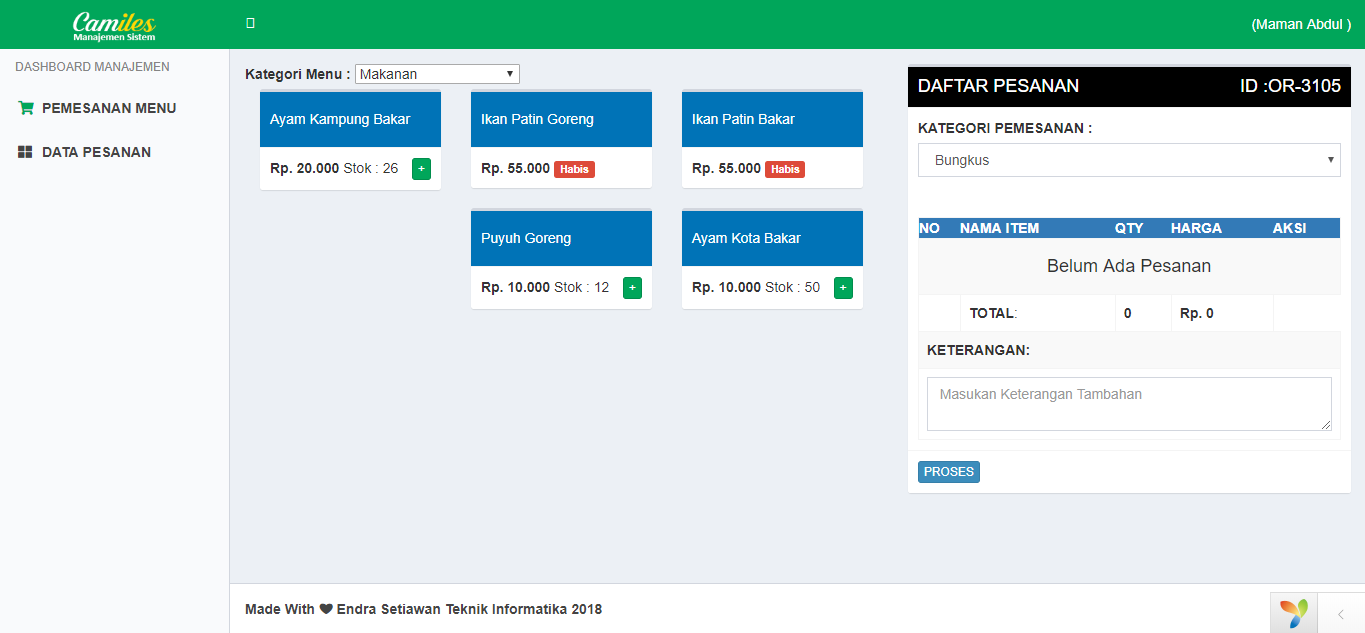 Camiles
Manajemen Sistem
(Maman Abdul )
DASHBOARD MANAJEMEN
PEMESANAN MENU
DATA PESANAN
Kategori Menu : Makanan
Ayam Kampung Bakar
Rp. 20.000 Stok : 26 +
Ikan Patin Goreng
Rp. 55.000 Habis
Ikan Patin Bakar
Rp. 55.000 Habis
Puyuh Goreng
Rp. 10.000 Stok : 12 +
Ayam Kota Bakar
Rp. 10.000 Stok : 50 +
DAFTAR PESANAN ID :OR-3105
KATEGORI PEMESANAN :
Bungkus
NO NAMA ITEM QTY HARGA AKSI
Belum Ada Pesanan
TOTAL: 0 Rp. 0
KETERANGAN:
Masukan Keterangan Tambahan
PROSES
Made With ❤ Endra Setiawan Teknik Informatika 2018